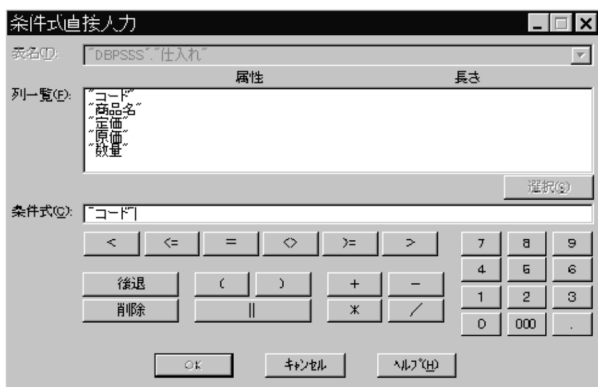 条件式直接入力
表名(T): "DBPSSS"."仕入れ"
属性 長さ
列一覧(F):
"コード"
"商品名"
"定価"
"原価"
"数量"
選択(S)
条件式(C): "コード"
< <= = <> >= > 7 8 9
4 5 6
後退 ( ) + -
1 2 3
削除 || * /
0 000 .
OK キャンセル ヘルプ(H)